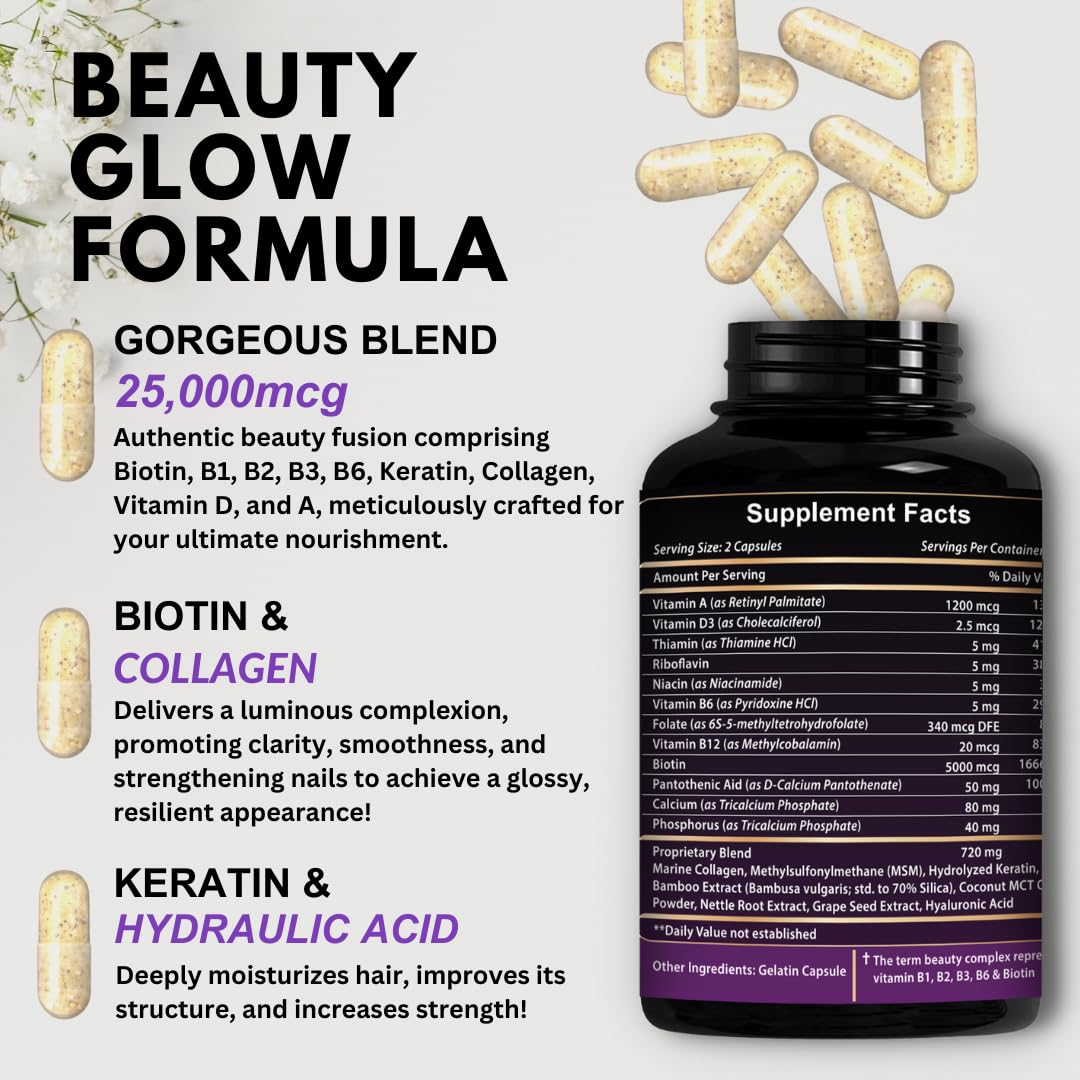 BEAUTY
GLOW
FORMULA
GORGEOUS BLEND
25,000mcg
Authentic beauty fusion comprising
Biotin, B1, B2, B3, B6, Keratin, Collagen,
Vitamin D, and A, meticulously crafted for
your ultimate nourishment.
BIOTIN &
COLLAGEN
Delivers a luminous complexion,
promoting clarity, smoothness, and
strengthening nails to achieve a glossy,
resilient appearance!
KERATIN &
HYDRAULIC ACID
Deeply moisturizes hair, improves its
structure, and increases strength!
Supplement Facts
Serving Size: 2 Capsules Servings Per Container
Amount Per Serving % Daily
Vitamin A (as Retinyl Palmitate) 1200 mcg
Vitamin D3 (as Cholecalciferol) 2.5 mcg
Thiamin (as Thiamine HCl) 5 mg
Riboflavin 5 mg
Niacin (as Niacinamide) 5 mg
Vitamin B6 (as Pyridoxine HCl) 5 mg
Folate (as 6S-5-methyltetrohydrofolate) 340 mcg DFE
Vitamin B12 (as Methylcobalamin) 20 mcg
Biotin 5000 mcg
Pantothenic Aid (as D-Calcium Pantothenate) 50 mg
Calcium (as Tricalcium Phosphate) 80 mg
Phosphorus (as Tricalcium Phosphate) 40 mg
Proprietary Blend 720 mg
Marine Collagen, Methylsulfonylmethane (MSM), Hydrolyzed Keratin,
Bamboo Extract (Bambusa vulgaris; std. to 70% Silica), Coconut MCT
Powder, Nettle Root Extract, Grape Seed Extract, Hyaluronic Acid
**Daily Value not established
Other Ingredients: Gelatin Capsule
† The term beauty complex
vitamin B1, B2, B3, B6 & Biotin